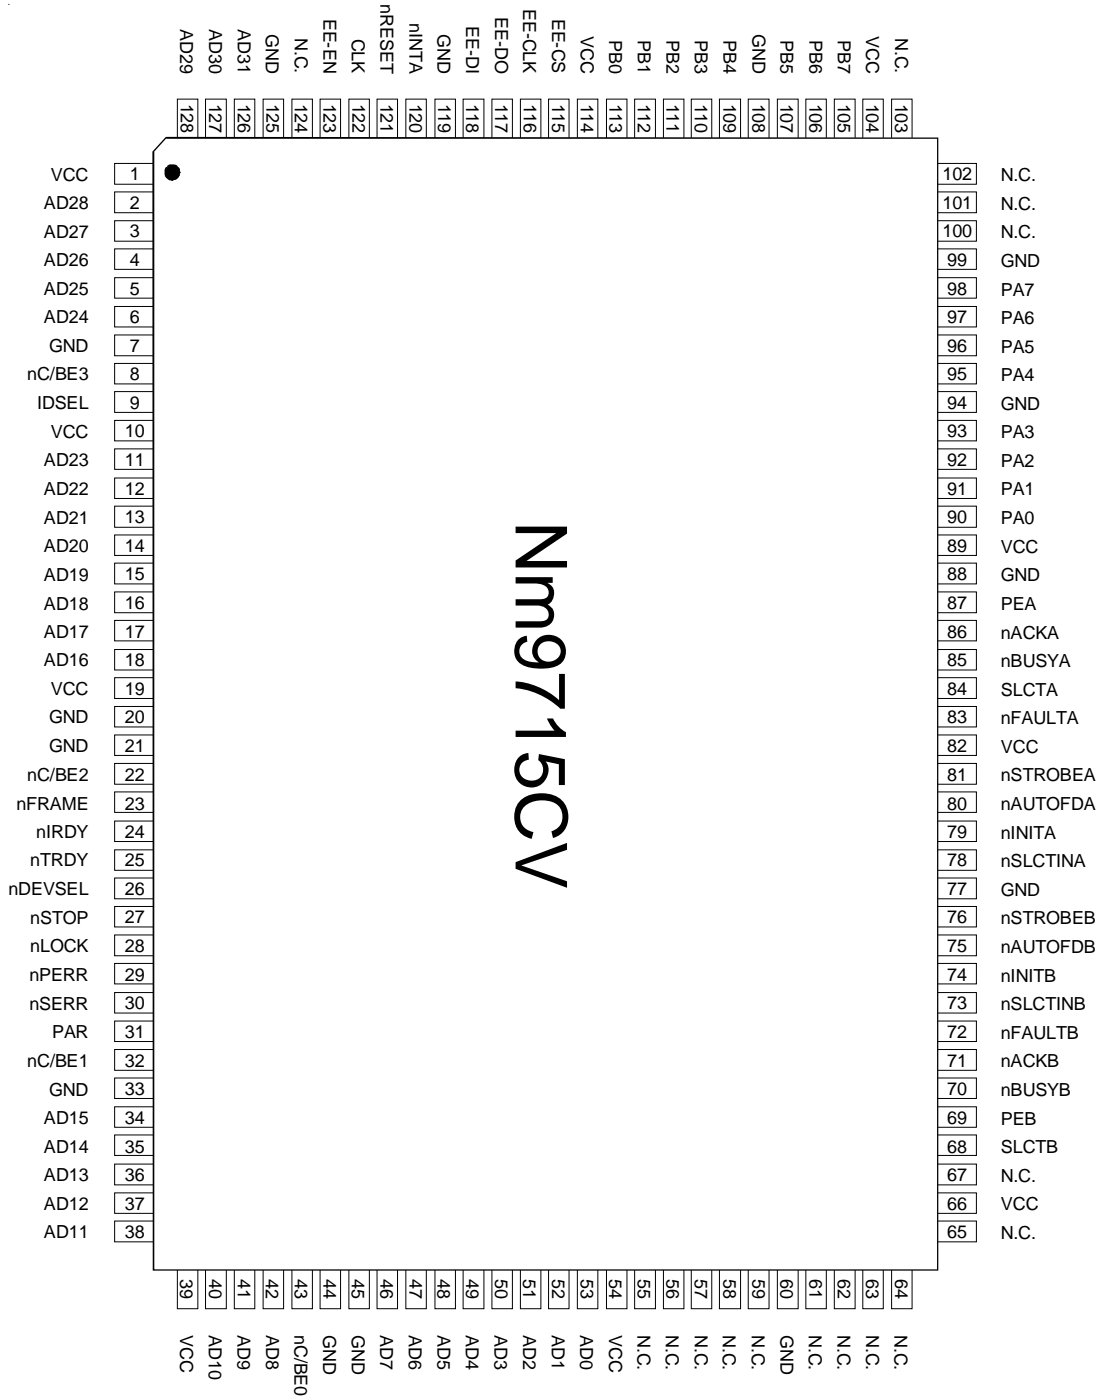 AD29 AD30 AD31 GND N.C. EE-EN CLK nRESET nINTA GND EE-DI EE-DO EE-CLK EE-CS VCC PB0 PB1 PB2 PB3 PB4 GND PB5 PB6 PB7 VCC N.C.
128 127 126 125 124 123 122 121 120 119 118 117 116 115 114 113 112 111 110 109 108 107 106 105 104 103
VCC 1 102 N.C.
AD28 2 101 N.C.
AD27 3 100 N.C.
AD26 4 99 GND
AD25 5 98 PA7
AD24 6 97 PA6
GND 7 96 PA5
nC/BE3 8 95 PA4
IDSEL 9 94 GND
VCC 10 93 PA3
AD23 11 92 PA2
AD22 12 91 PA1
AD21 13 90 PA0
AD20 14 89 VCC
AD19 15 88 GND
AD18 16 87 PEA
AD17 17 86 nACKA
AD16 18 85 nBUSYA
VCC 19 84 SLCTA
GND 20 83 nFAULTA
GND 21 82 VCC
nC/BE2 22 81 nSTROBEA
nFRAME 23 80 nAUTOFDA
nIRDY 24 79 nINITA
nTRDY 25 78 nSLCTINA
nDEVSEL 26 77 GND
nSTOP 27 76 nSTROBEB
nLOCK 28 75 nAUTOFDB
nPERR 29 74 nINITB
nSERR 30 73 nSLCTINB
PAR 31 72 nFAULTB
nC/BE1 32 71 nACKB
GND 33 70 nBUSYB
AD15 34 69 PEB
AD14 35 68 SLCTB
AD13 36 67 N.C.
AD12 37 66 VCC
AD11 38 65 N.C.
Nm9715CV
39 40 41 42 43 44 45 46 47 48 49 50 51 52 53 54 55 56 57 58 59 60 61 62 63 64
VCC AD10 AD9 AD8 nC/BE0 GND GND AD7 AD6 AD5 AD4 AD3 AD2 AD1 AD0 VCC N.C. N.C. N.C. N.C. N.C. GND N.C. N.C. N.C. N.C.